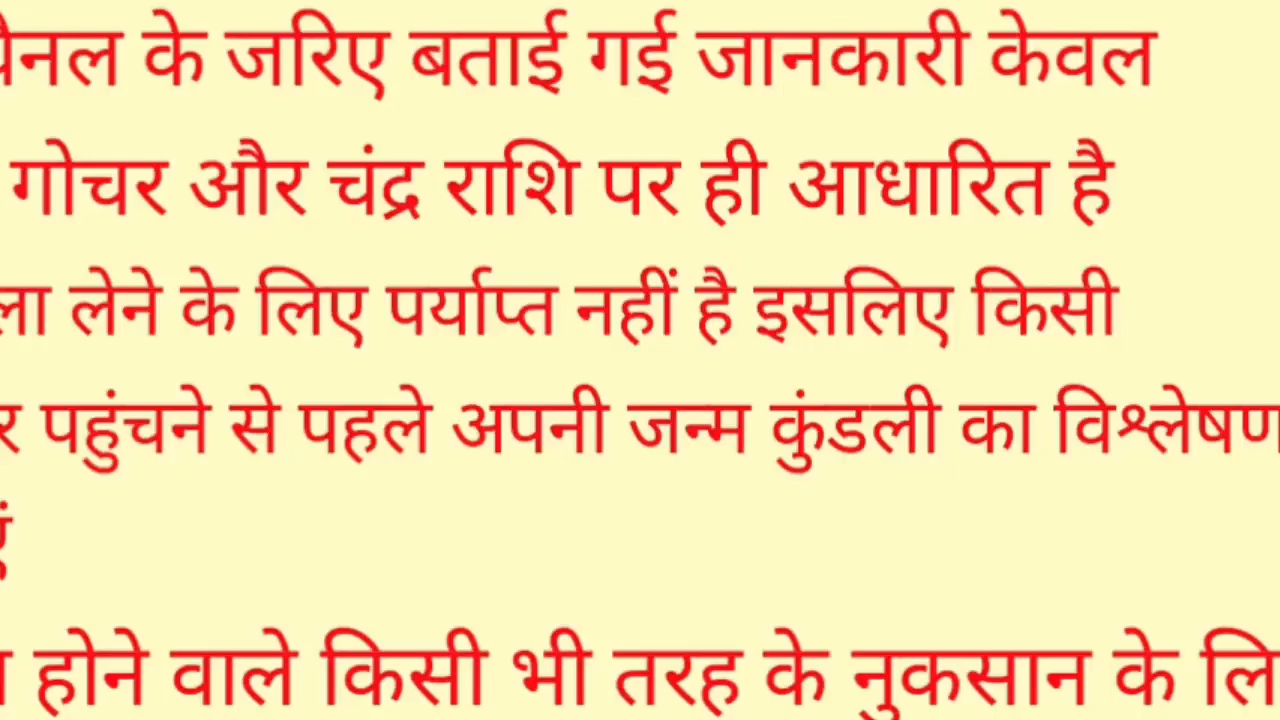 के जरिए बताई गई जानकारी केवल
गोचर और चंद्र राशि पर ही आधारित है
लेने के लिए पर्याप्त नहीं है इसलिए किसी
पहुंचने से पहले अपनी जन्म कुंडली का विश्लेषण
होने वाले किसी भी तरह के नुकसान के